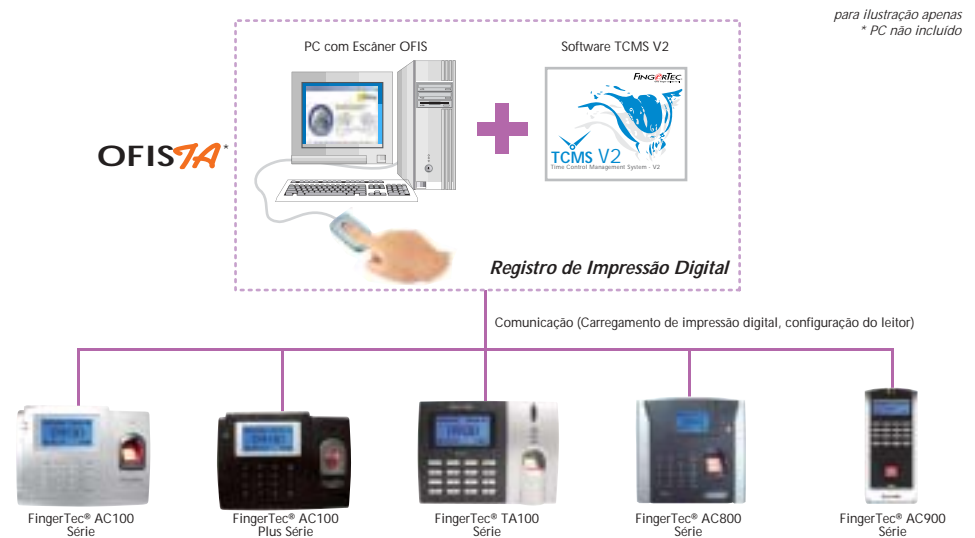 para ilustração apenas
* PC não incluído
PC com Escâner OFIS
Software TCMS V2
FINGERTEC
OFISTA*
TCMS V2
Time Control Management System - V2
Registro de Impressão Digital
Comunicação (Carregamento de impressão digital, configuração do leitor)
FingerTec® AC100
Série
FingerTec® AC100
Plus Série
FingerTec® TA100
Série
FingerTec® AC800
Série
FingerTec® AC900
Série